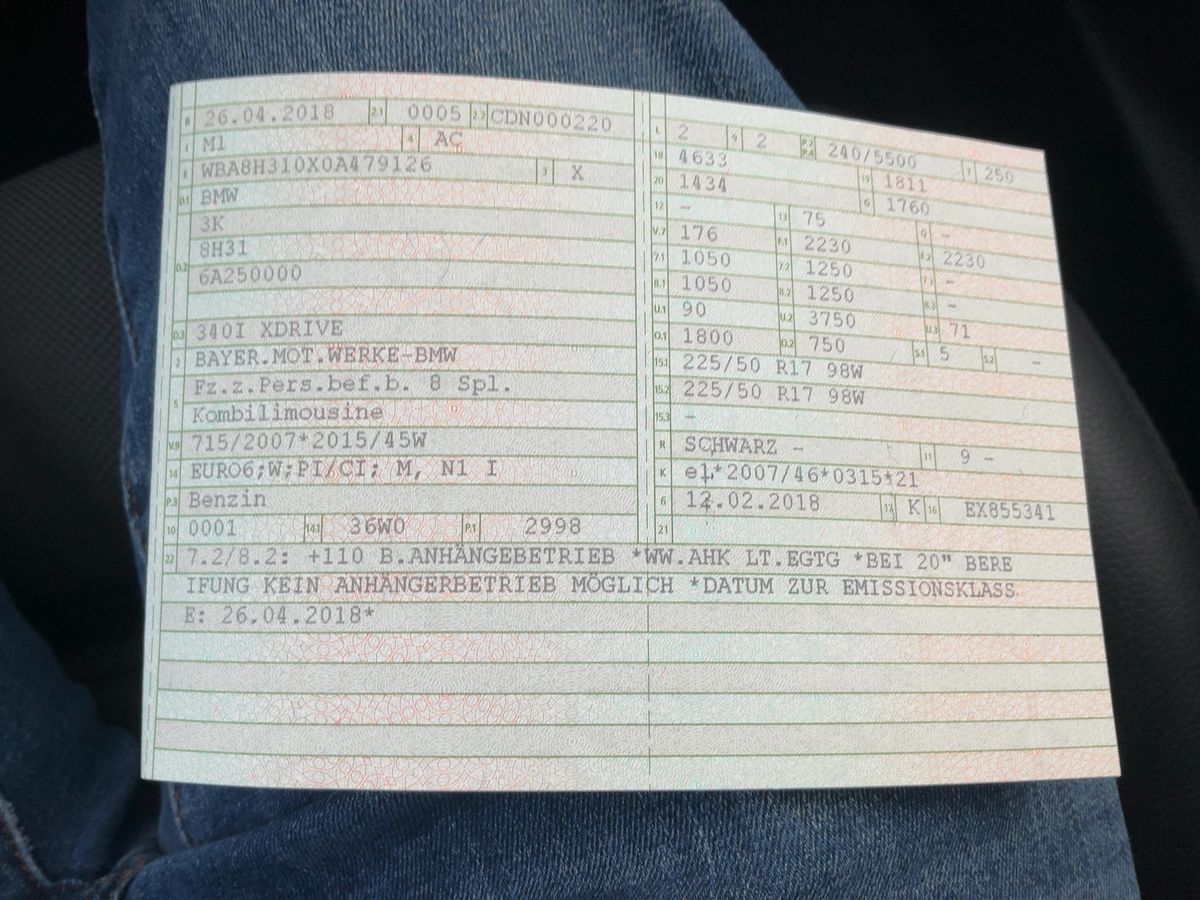 B 26.04.2018 2.1 0005 2.2 CDN000220
J M1 4 AC
E WBA8H310X0A479126 3 X
D.1 BMW
3K
8H31
D.2 6A250000
D.3 340I XDRIVE
2 BAYER.MOT.WERKE-BMW
Fz.z.Pers.bef.b. 8 Spl.
5 Kombilimousine
V.9 715/2007*2015/45W
14 EURO6;W;PI/CI; M, N1 I
P.3 Benzin
10 0001 14.1 36W0 P.1 2998
L 2 9 2 P.2 P.4 240/5500 T 250
18 4633 19 1811
20 1434 G 1760
12 - 13 75 Q -
V.7 176 F.1 2230 F.2 2230
7.1 1050 7.2 1250 7.3 -
8.1 1050 8.2 1250 8.3 -
U.1 90 U.2 3750 U.3 71
O.1 1800 O.2 750 S.1 5 S.2 -
15.1 225/50 R17 98W
15.2 225/50 R17 98W
15.3 -
R SCHWARZ - 11 9 -
K e1*2007/46*0315*21
6 12.02.2018 17 K 16 EX855341
21
22 7.2/8.2: +110 B.ANHÄNGEBETRIEB *WW.AHK LT.EGTG *BEI 20" BERE
IFUNG KEIN ANHÄNGERBETRIEB MÖGLICH *DATUM ZUR EMISSIONSKLASS
E: 26.04.2018*